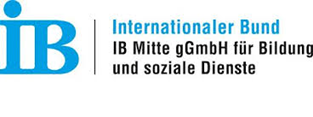 iB
Internationaler Bund
IB Mitte gGmbH für Bildung
und soziale Dienste